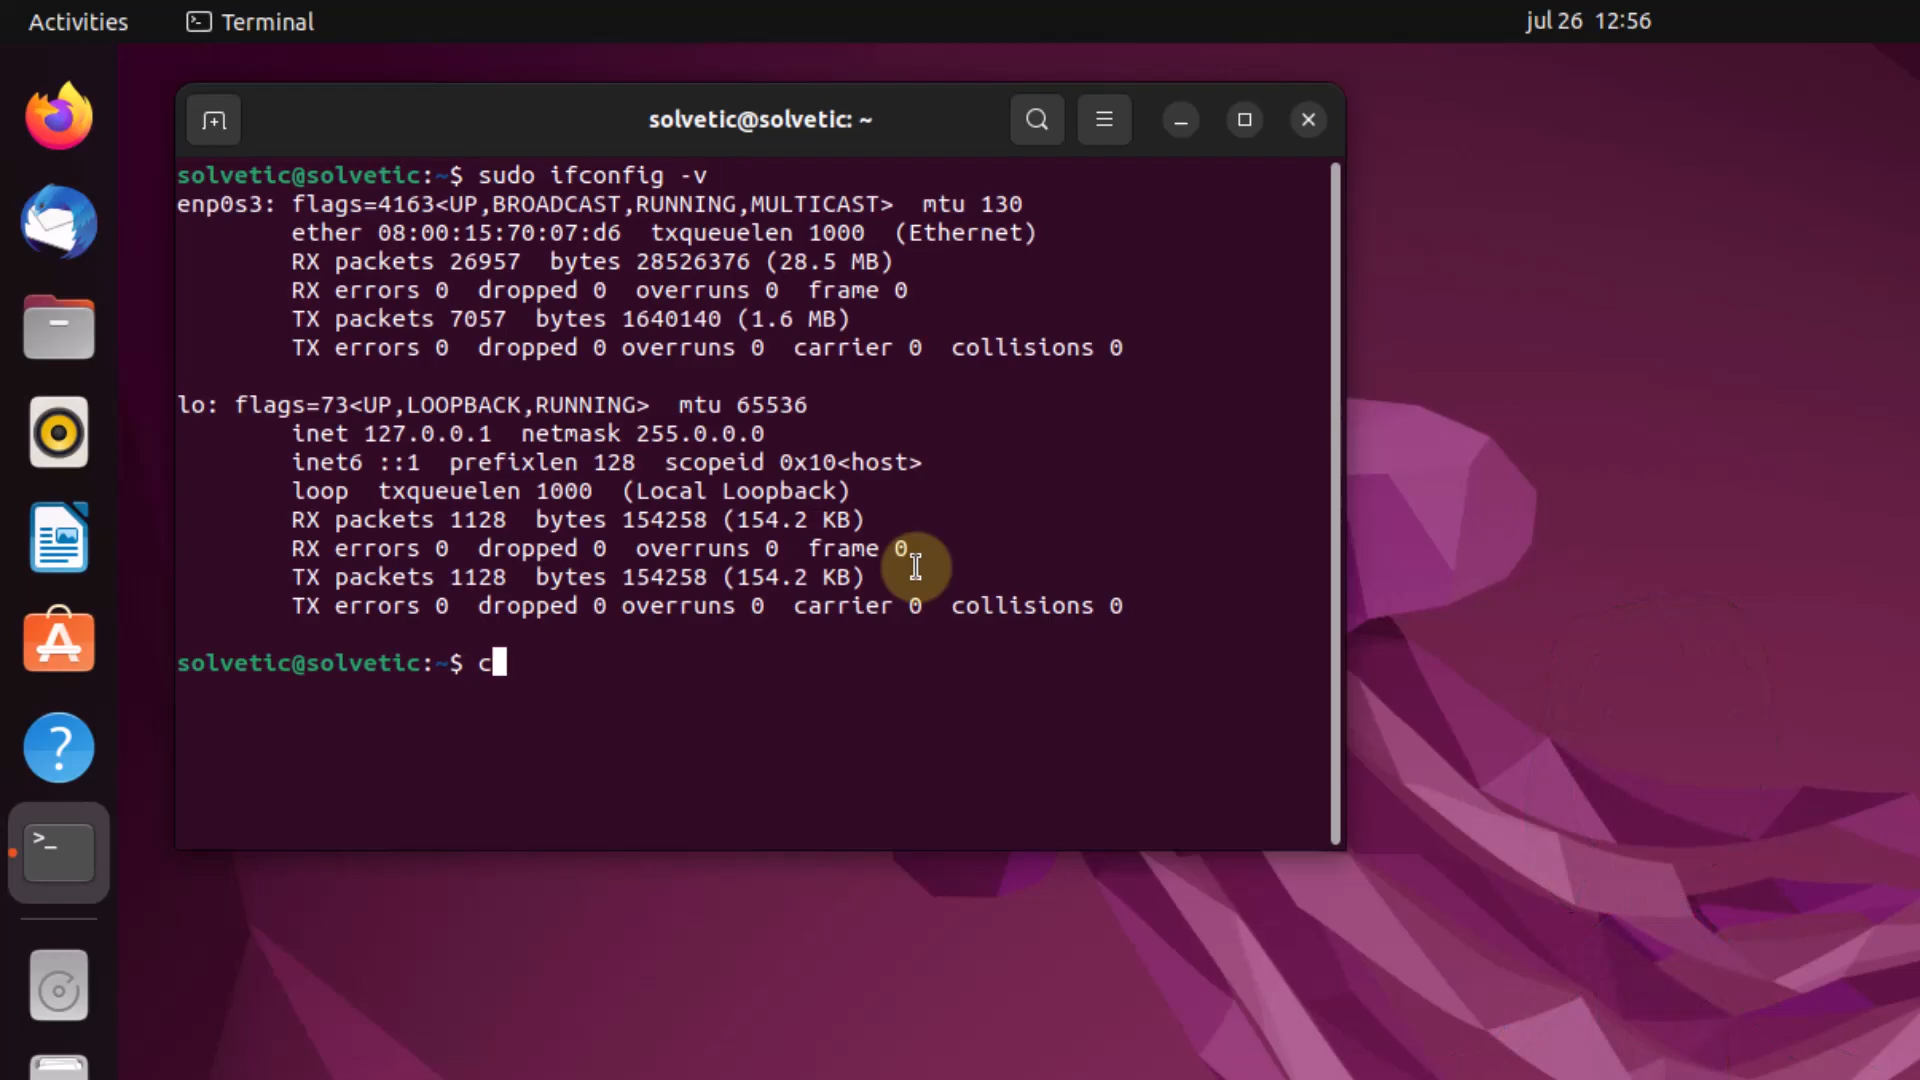 Activities
Terminal
jul 26 12:56
solvetic@solvetic: ~
solvetic@solvetic:~$ sudo ifconfig -v
enp0s3: flags=4163<UP,BROADCAST,RUNNING,MULTICAST>  mtu 130
        ether 08:00:15:70:07:d6  txqueuelen 1000  (Ethernet)
        RX packets 26957  bytes 28526376 (28.5 MB)
        RX errors 0  dropped 0  overruns 0  frame 0
        TX packets 7057  bytes 1640140 (1.6 MB)
        TX errors 0  dropped 0 overruns 0  carrier 0  collisions 0
lo: flags=73<UP,LOOPBACK,RUNNING>  mtu 65536
        inet 127.0.0.1  netmask 255.0.0.0
        inet6 ::1  prefixlen 128  scopeid 0x10<host>
        loop  txqueuelen 1000  (Local Loopback)
        RX packets 1128  bytes 154258 (154.2 KB)
        RX errors 0  dropped 0  overruns 0  frame 0
        TX packets 1128  bytes 154258 (154.2 KB)
        TX errors 0  dropped 0 overruns 0  carrier 0  collisions 0
solvetic@solvetic:~$ c